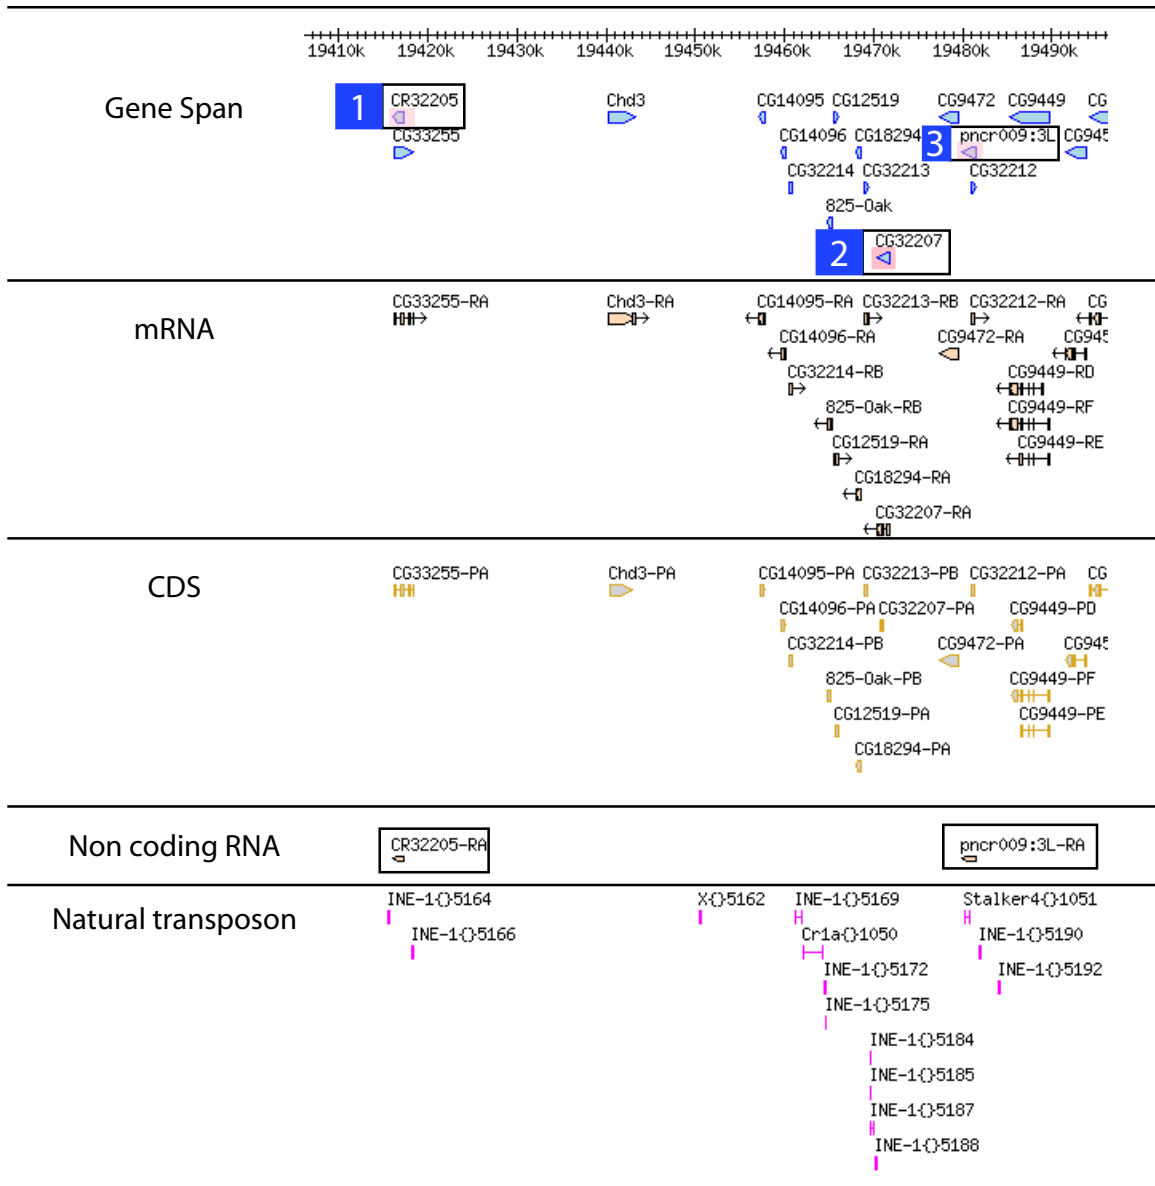 19410k 19420k 19430k 19440k 19450k 19460k 19470k 19480k 19490k
Gene Span
1 CR32205 Chd3 CG14095 CG12519 CG9472 CG9449 CG
CG33255 CG14096 CG18294 3 pncr009:3L CG945
CG32214 CG32213 CG32212
825-Oak
2 CG32207
mRNA
CG33255-RA Chd3-RA CG14095-RA CG32213-RB CG32212-RA CG
CG14096-RA CG9472-RA CG945
CG32214-RB CG9449-RD
825-Oak-RB CG9449-RF
CG12519-RA CG9449-RE
CG18294-RA
CG32207-RA
CDS
CG33255-PA Chd3-PA CG14095-PA CG32213-PB CG32212-PA CG
CG14096-PA CG32207-PA CG9449-PD
CG32214-PB CG9472-PA CG945
825-Oak-PB CG9449-PF
CG12519-PA CG9449-PE
CG18294-PA
Non coding RNA
CR32205-RA pncr009:3L-RA
Natural transposon
INE-1{}5164 X{}5162 INE-1{}5169 Stalker4{}1051
INE-1{}5166 Cr1a{}1050 INE-1{}5190
INE-1{}5172 INE-1{}5192
INE-1{}5175
INE-1{}5184
INE-1{}5185
INE-1{}5187
INE-1{}5188